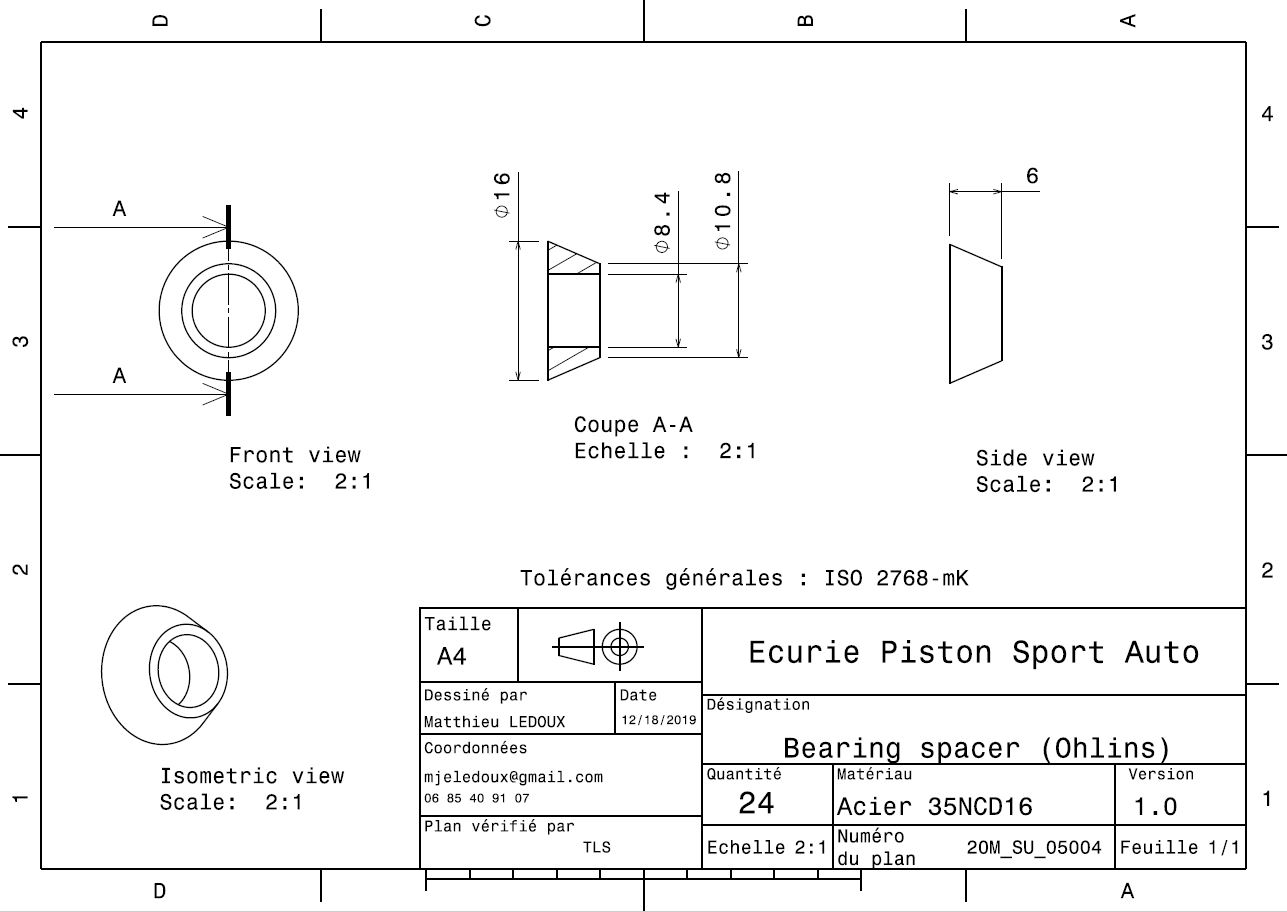 D C B A
4 4
⌀16
⌀8.4
⌀10.8
6
A
3 3
A
Coupe A-A
Echelle : 2:1
Front view
Scale: 2:1
Side view
Scale: 2:1
2 2
Tolérances générales : ISO 2768-mK
Taille
A4
Ecurie Piston Sport Auto
Dessiné par
Matthieu LEDOUX
Date
12/18/2019
Désignation
Bearing spacer (Ohlins)
Coordonnées
mjeledoux@gmail.com
06 85 40 91 07
Quantité
24
Matériau
Acier 35NCD16
Version
1.0
Isometric view
Scale: 2:1
1 1
Plan vérifié par
TLS
Echelle 2:1
Numéro
du plan
20M_SU_05004
Feuille 1/1
D A